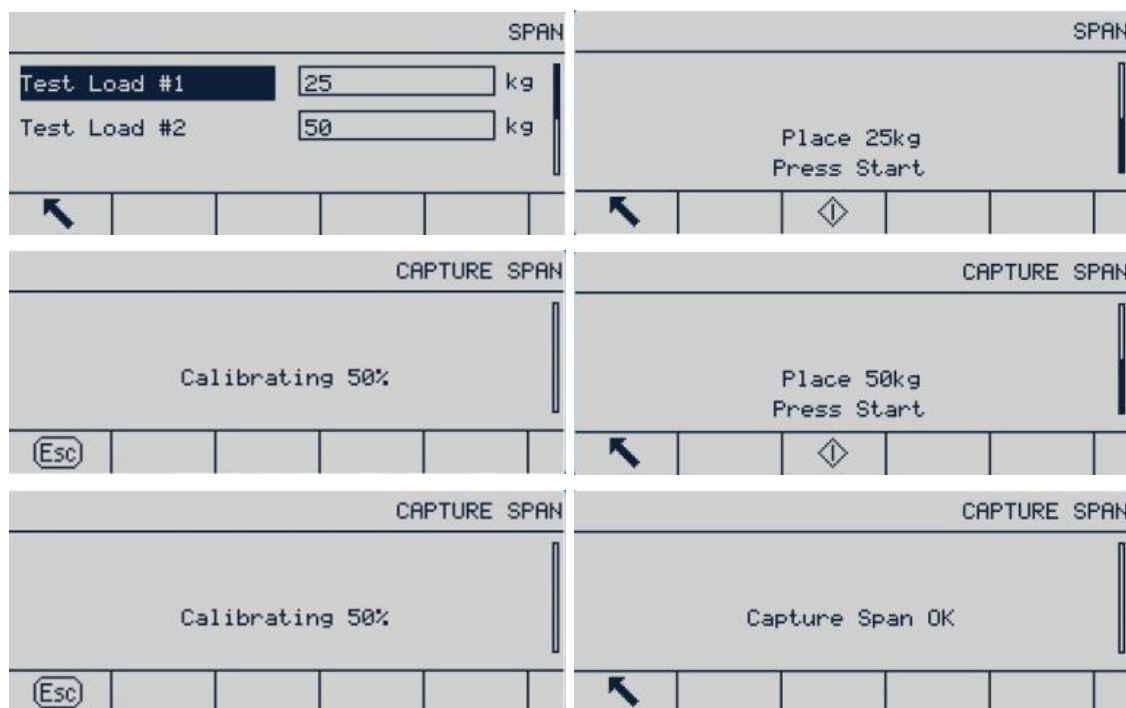 SPAN
Test Load #1 25 kg
Test Load #2 50 kg
SPAN
Place 25kg
Press Start
CAPTURE SPAN
Calibrating 50%
Esc
CAPTURE SPAN
Place 50kg
Press Start
CAPTURE SPAN
Calibrating 50%
Esc
CAPTURE SPAN
Capture Span OK